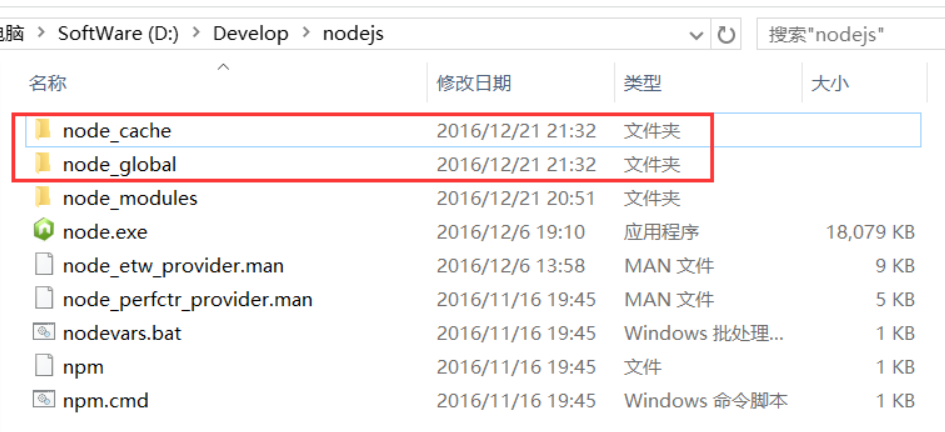 脑 › SoftWare (D:) › Develop › nodejs 搜索"nodejs"
名称 修改日期 类型 大小
node_cache 2016/12/21 21:32 文件夹
node_global 2016/12/21 21:32 文件夹
node_modules 2016/12/21 20:51 文件夹
node.exe 2016/12/6 19:10 应用程序 18,079 KB
node_etw_provider.man 2016/12/6 13:58 MAN 文件 9 KB
node_perfctr_provider.man 2016/11/16 19:45 MAN 文件 5 KB
nodevars.bat 2016/11/16 19:45 Windows 批处理... 1 KB
npm 2016/11/16 19:45 文件 1 KB
npm.cmd 2016/11/16 19:45 Windows 命令脚本 1 KB